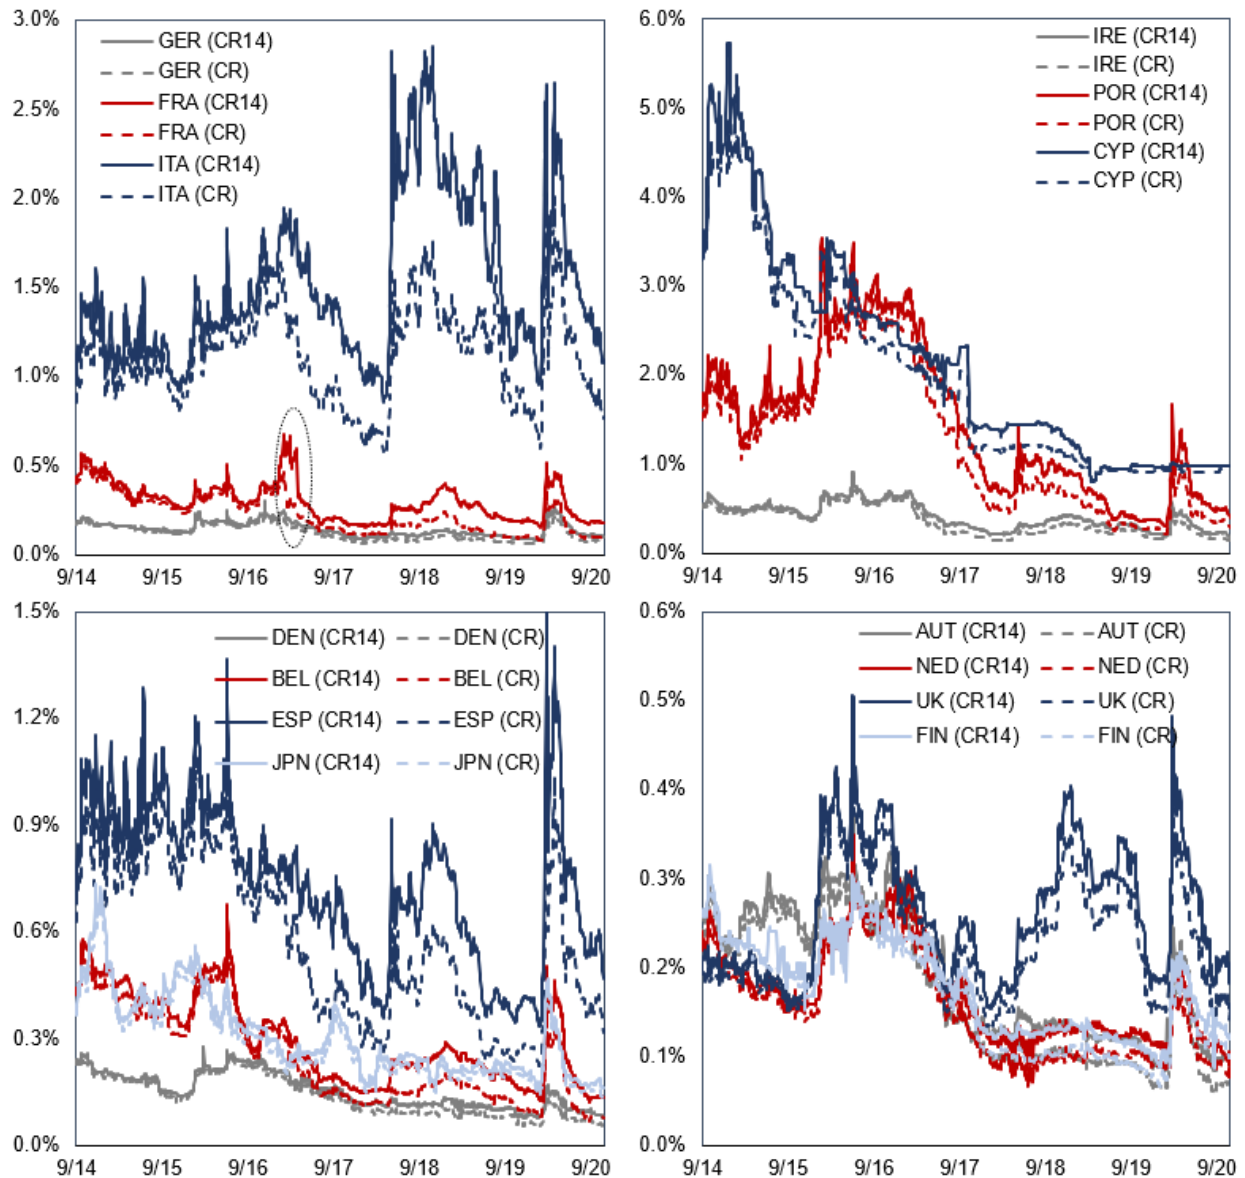 3.0%
2.5%
2.0%
1.5%
1.0%
0.5%
0.0%
GER (CR14)
GER (CR)
FRA (CR14)
FRA (CR)
ITA (CR14)
ITA (CR)
9/14 9/15 9/16 9/17 9/18 9/19 9/20
6.0%
5.0%
4.0%
3.0%
2.0%
1.0%
0.0%
IRE (CR14)
IRE (CR)
POR (CR14)
POR (CR)
CYP (CR14)
CYP (CR)
9/14 9/15 9/16 9/17 9/18 9/19 9/20
1.5%
1.2%
0.9%
0.6%
0.3%
0.0%
DEN (CR14) DEN (CR)
BEL (CR14) BEL (CR)
ESP (CR14) ESP (CR)
JPN (CR14) JPN (CR)
9/14 9/15 9/16 9/17 9/18 9/19 9/20
0.6%
0.5%
0.4%
0.3%
0.2%
0.1%
0.0%
AUT (CR14) AUT (CR)
NED (CR14) NED (CR)
UK (CR14) UK (CR)
FIN (CR14) FIN (CR)
9/14 9/15 9/16 9/17 9/18 9/19 9/20